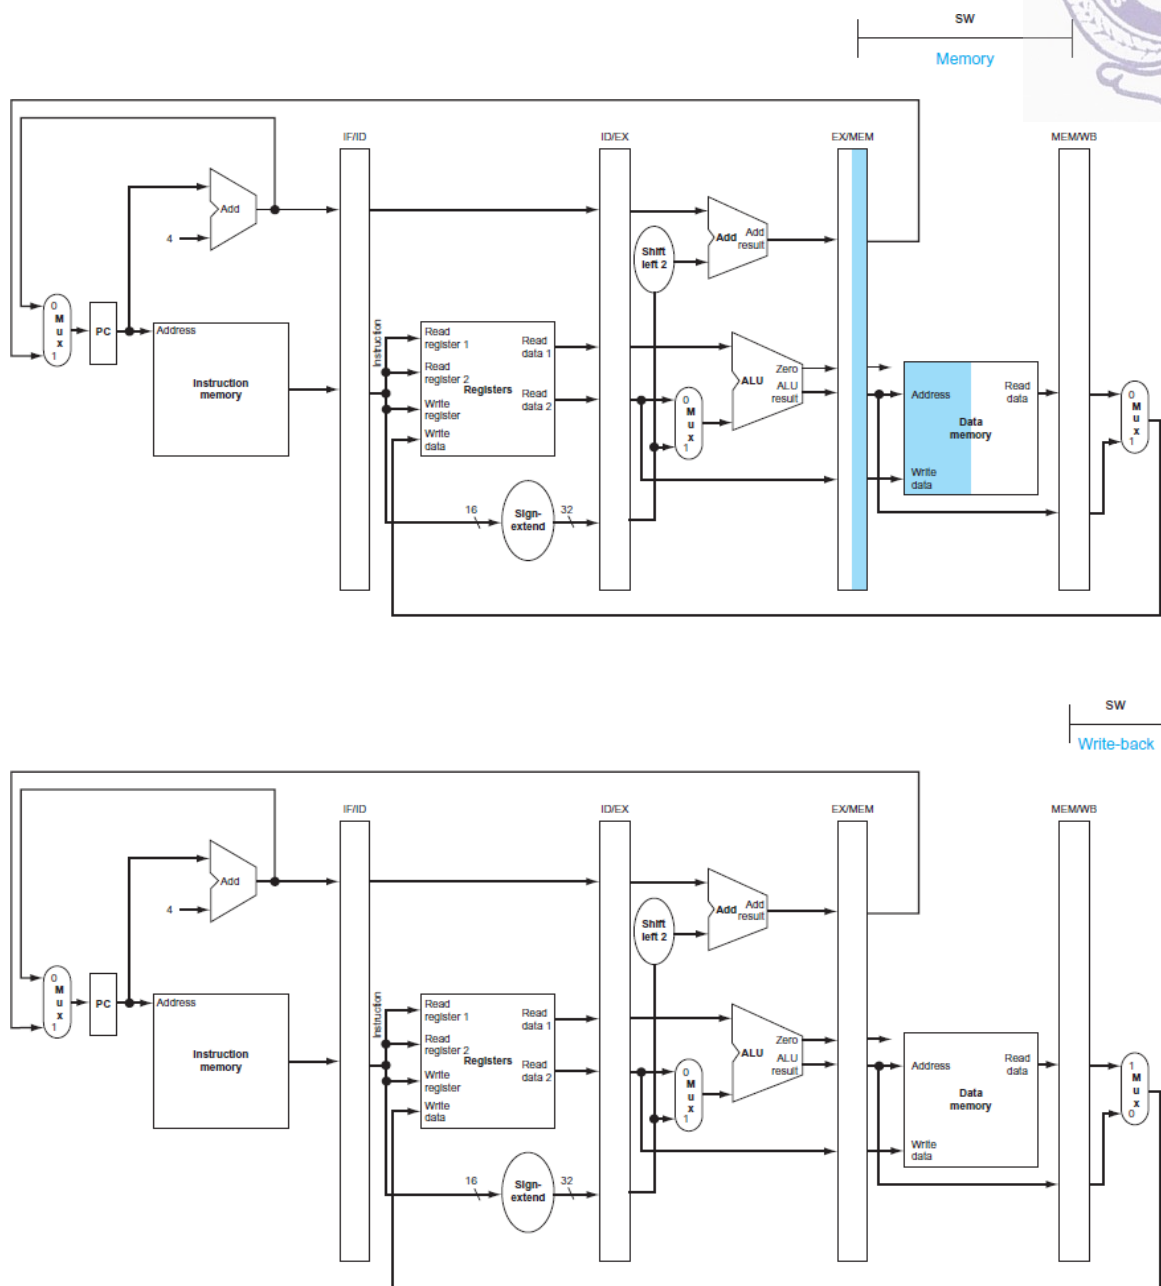 SW
Memory
IF/ID
ID/EX
EX/MEM
MEM/WB
Add
4
Shift
left 2
Add
Add
result
0
M
u
x
1
PC
Address
Instruction
memory
Instruction
Read
register 1
Read
register 2
Write
register
Write
data
Registers
Read
data 1
Read
data 2
16
Sign-
extend
32
0
M
u
x
1
ALU
Zero
ALU
result
Address
Write
data
Data
memory
Read
data
0
M
u
x
1
SW
Write-back
IF/ID
ID/EX
EX/MEM
MEM/WB
Add
4
Shift
left 2
Add
Add
result
0
M
u
x
1
PC
Address
Instruction
memory
Instruction
Read
register 1
Read
register 2
Write
register
Write
data
Registers
Read
data 1
Read
data 2
16
Sign-
extend
32
0
M
u
x
1
ALU
Zero
ALU
result
Address
Write
data
Data
memory
Read
data
1
M
u
x
0